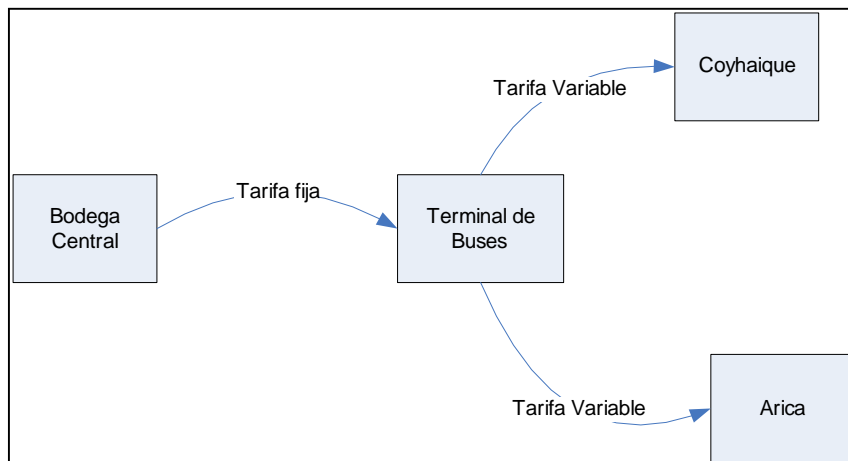 Coyhaique
Tarifa Variable
Tarifa fija
Bodega
Central
Terminal de
Buses
Tarifa Variable
Arica